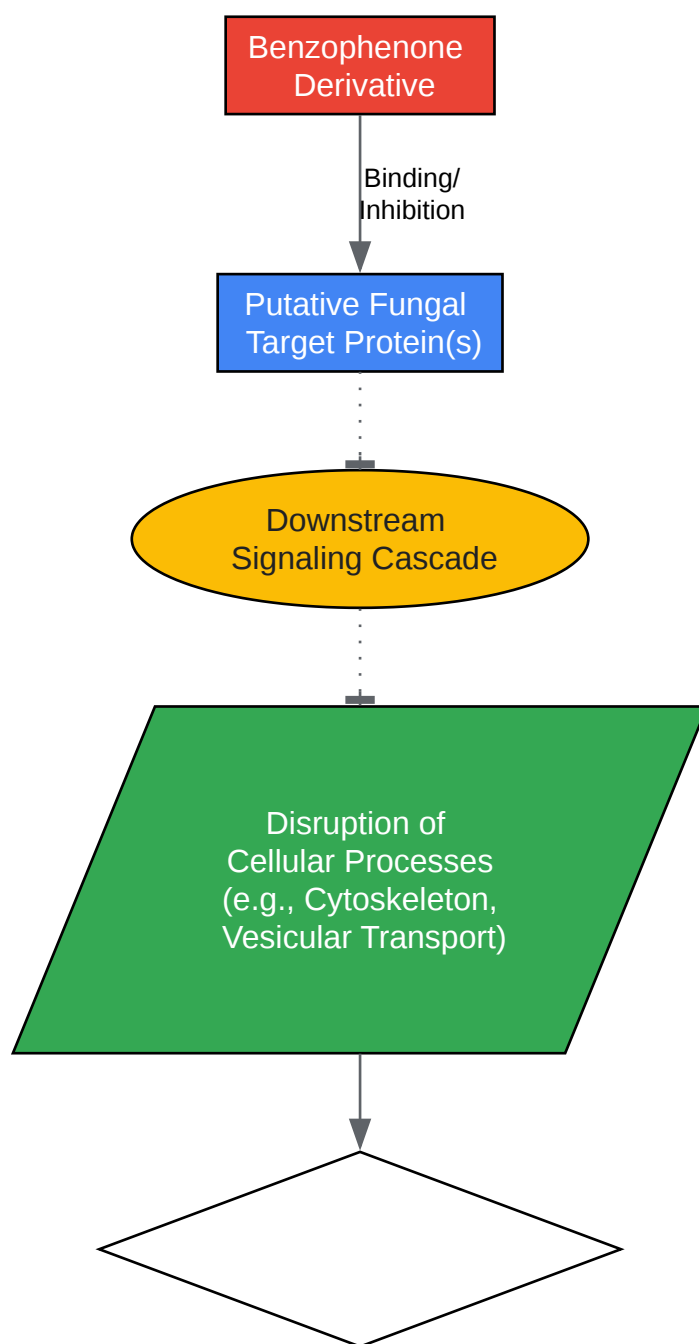 Benzophenone
Derivative
Binding/
Inhibition
Putative Fungal
Target Protein(s)
Downstream
Signaling Cascade
Disruption of
Cellular Processes
(e.g., Cytoskeleton,
Vesicular Transport)